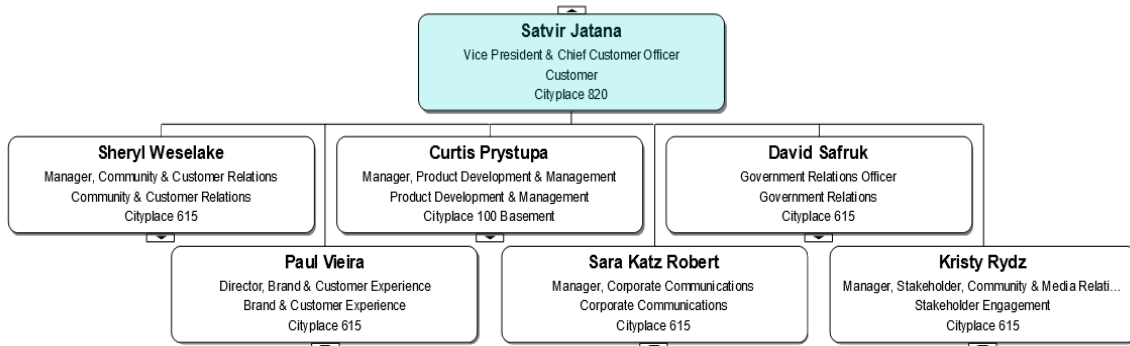 Satvir Jatana
Vice President & Chief Customer Officer
Customer
Cityplace 820
Sheryl Weselake
Manager, Community & Customer Relations
Community & Customer Relations
Cityplace 615
Curtis Prystupa
Manager, Product Development & Management
Product Development & Management
Cityplace 100 Basement
David Safruk
Government Relations Officer
Government Relations
Cityplace 615
Paul Vieira
Director, Brand & Customer Experience
Brand & Customer Experience
Cityplace 615
Sara Katz Robert
Manager, Corporate Communications
Corporate Communications
Cityplace 615
Kristy Rydz
Manager, Stakeholder, Community & Media Relati...
Stakeholder Engagement
Cityplace 615